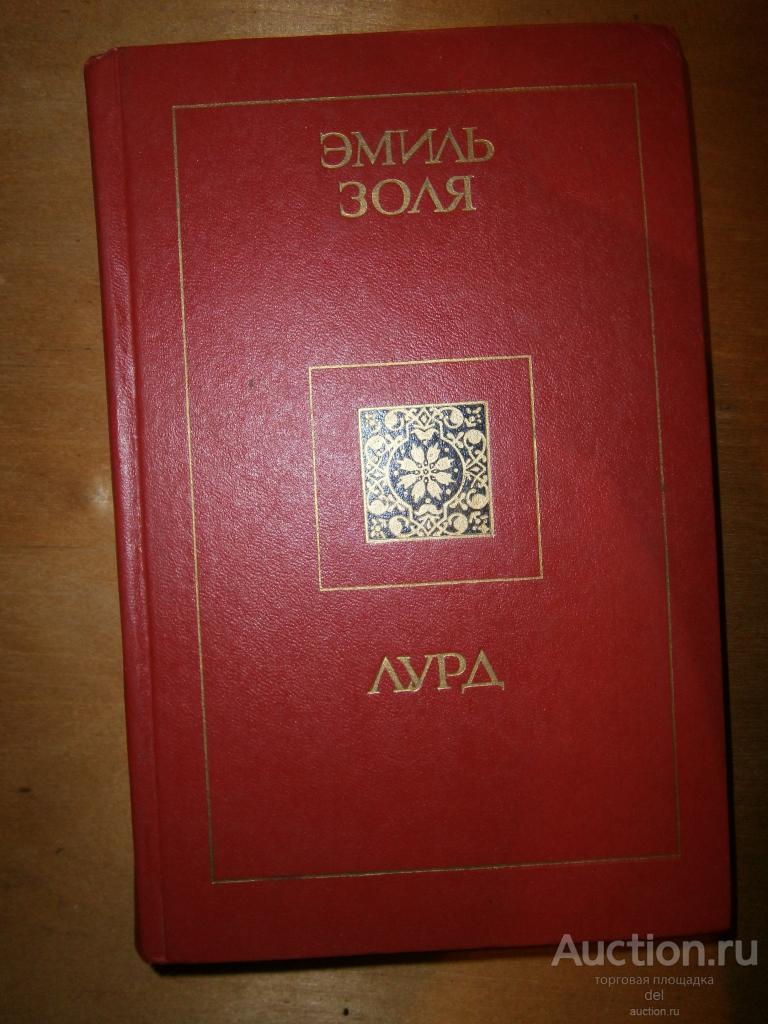 ЭМИЛЬ
ЗОЛЯ
ЛУРД
Auction.ru
торговая площадка
del
auction.ru